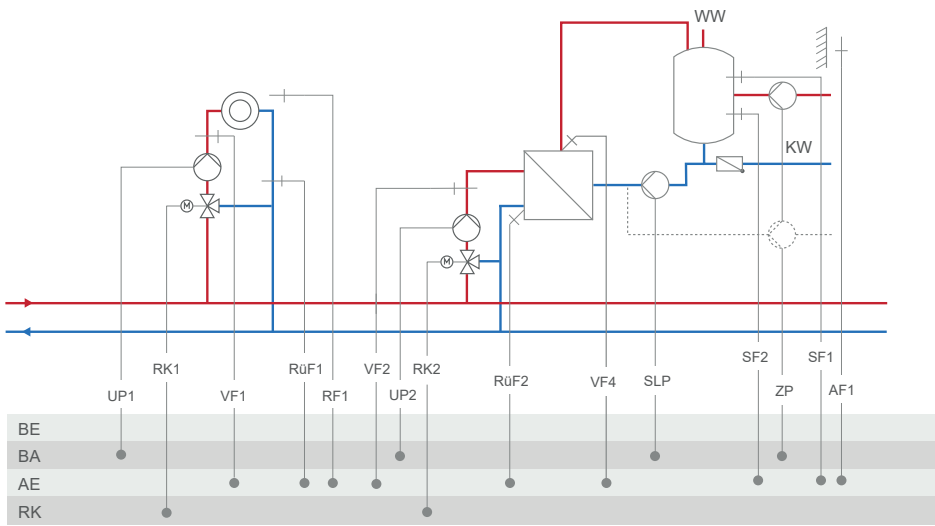 WW
KW
M
M
RK1
RüF1
VF2
RK2
RüF2
VF4
SLP
SF2
SF1
UP1
VF1
RF1
UP2
ZP
AF1
BE
BA
AE
RK